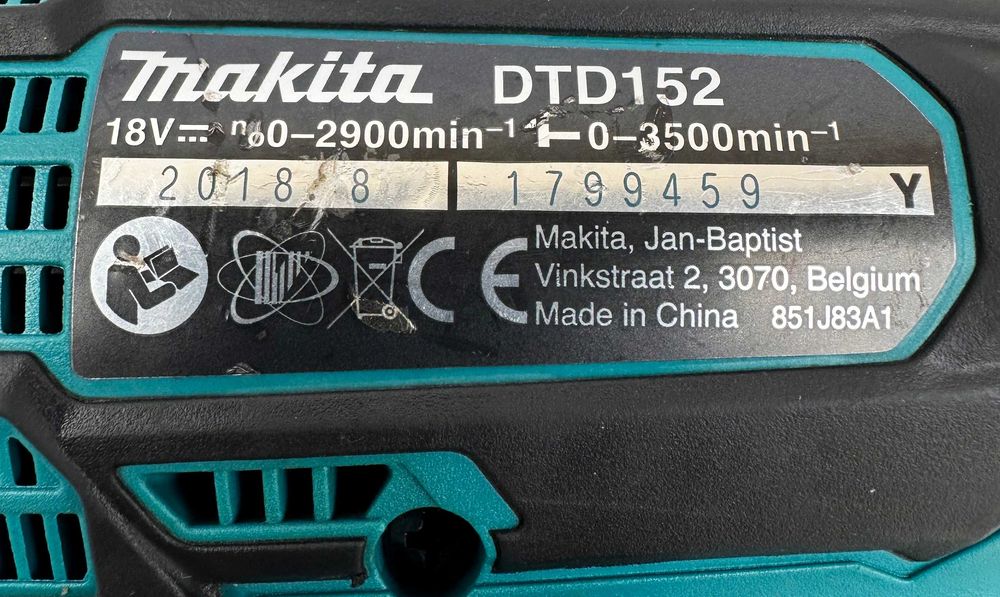 makita DTD152
18V⎓ n₀0–2900min⁻¹ 0–3500min⁻¹
2018. 8 1799459 Y
CE
Makita, Jan-Baptist
Vinkstraat 2, 3070, Belgium
Made in China 851J83A1